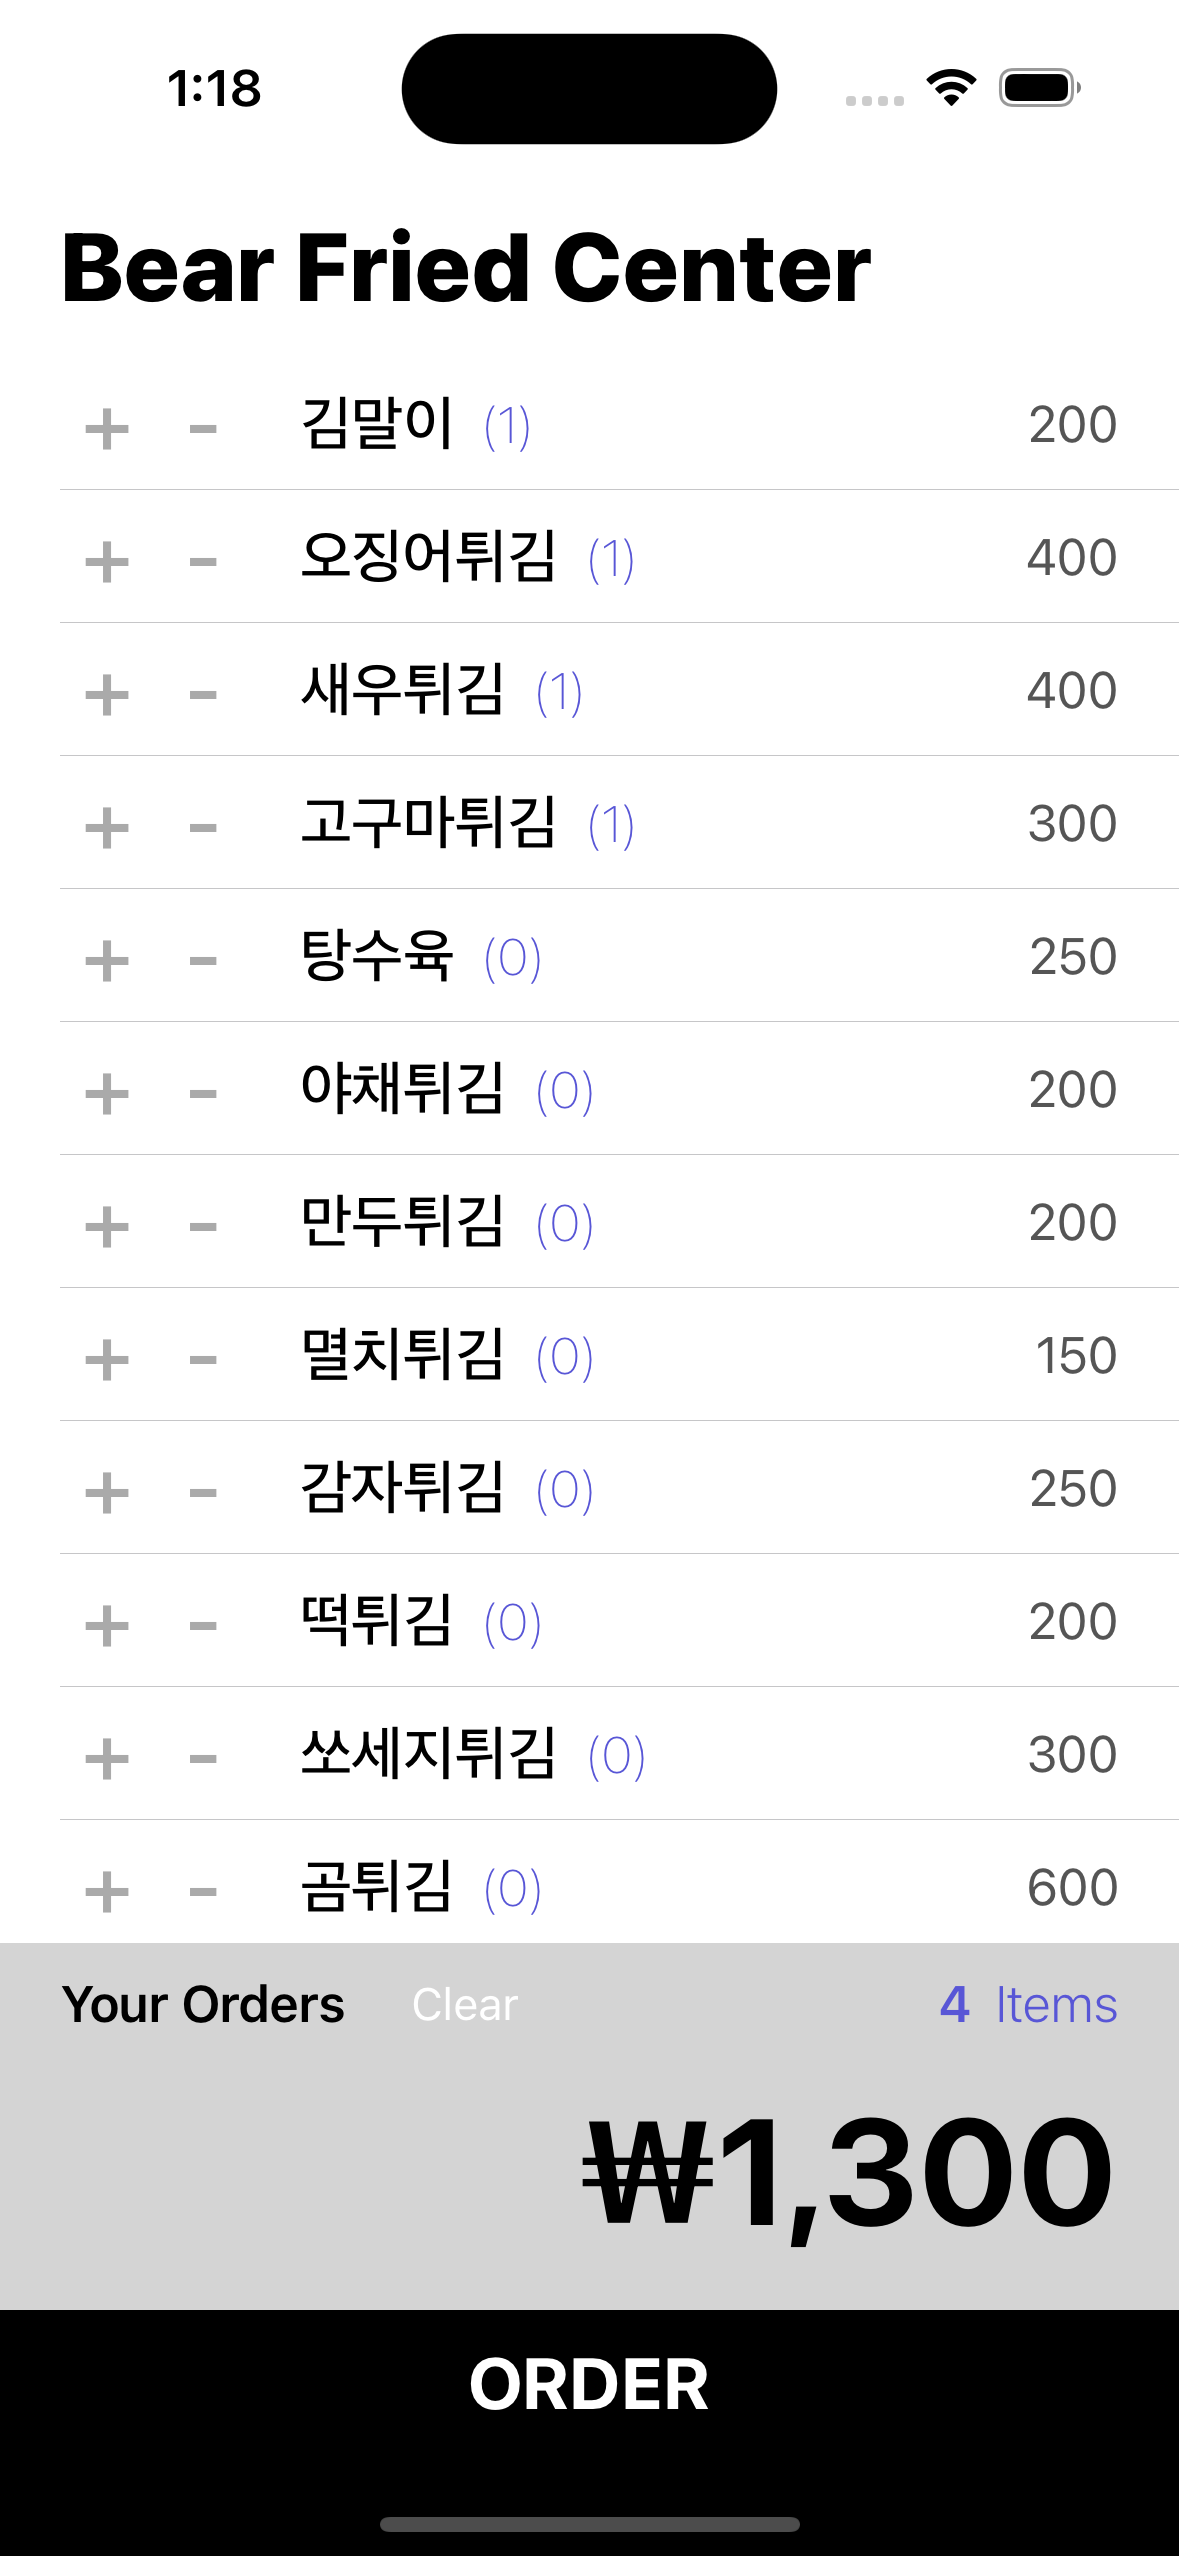 1:18
Bear Fried Center
+ - 김말이 (1) 200
+ - 오징어튀김 (1) 400
+ - 새우튀김 (1) 400
+ - 고구마튀김 (1) 300
+ - 탕수육 (0) 250
+ - 야채튀김 (0) 200
+ - 만두튀김 (0) 200
+ - 멸치튀김 (0) 150
+ - 감자튀김 (0) 250
+ - 떡튀김 (0) 200
+ - 쏘세지튀김 (0) 300
+ - 곰튀김 (0) 600
Your Orders Clear 4 Items
₩1,300
ORDER